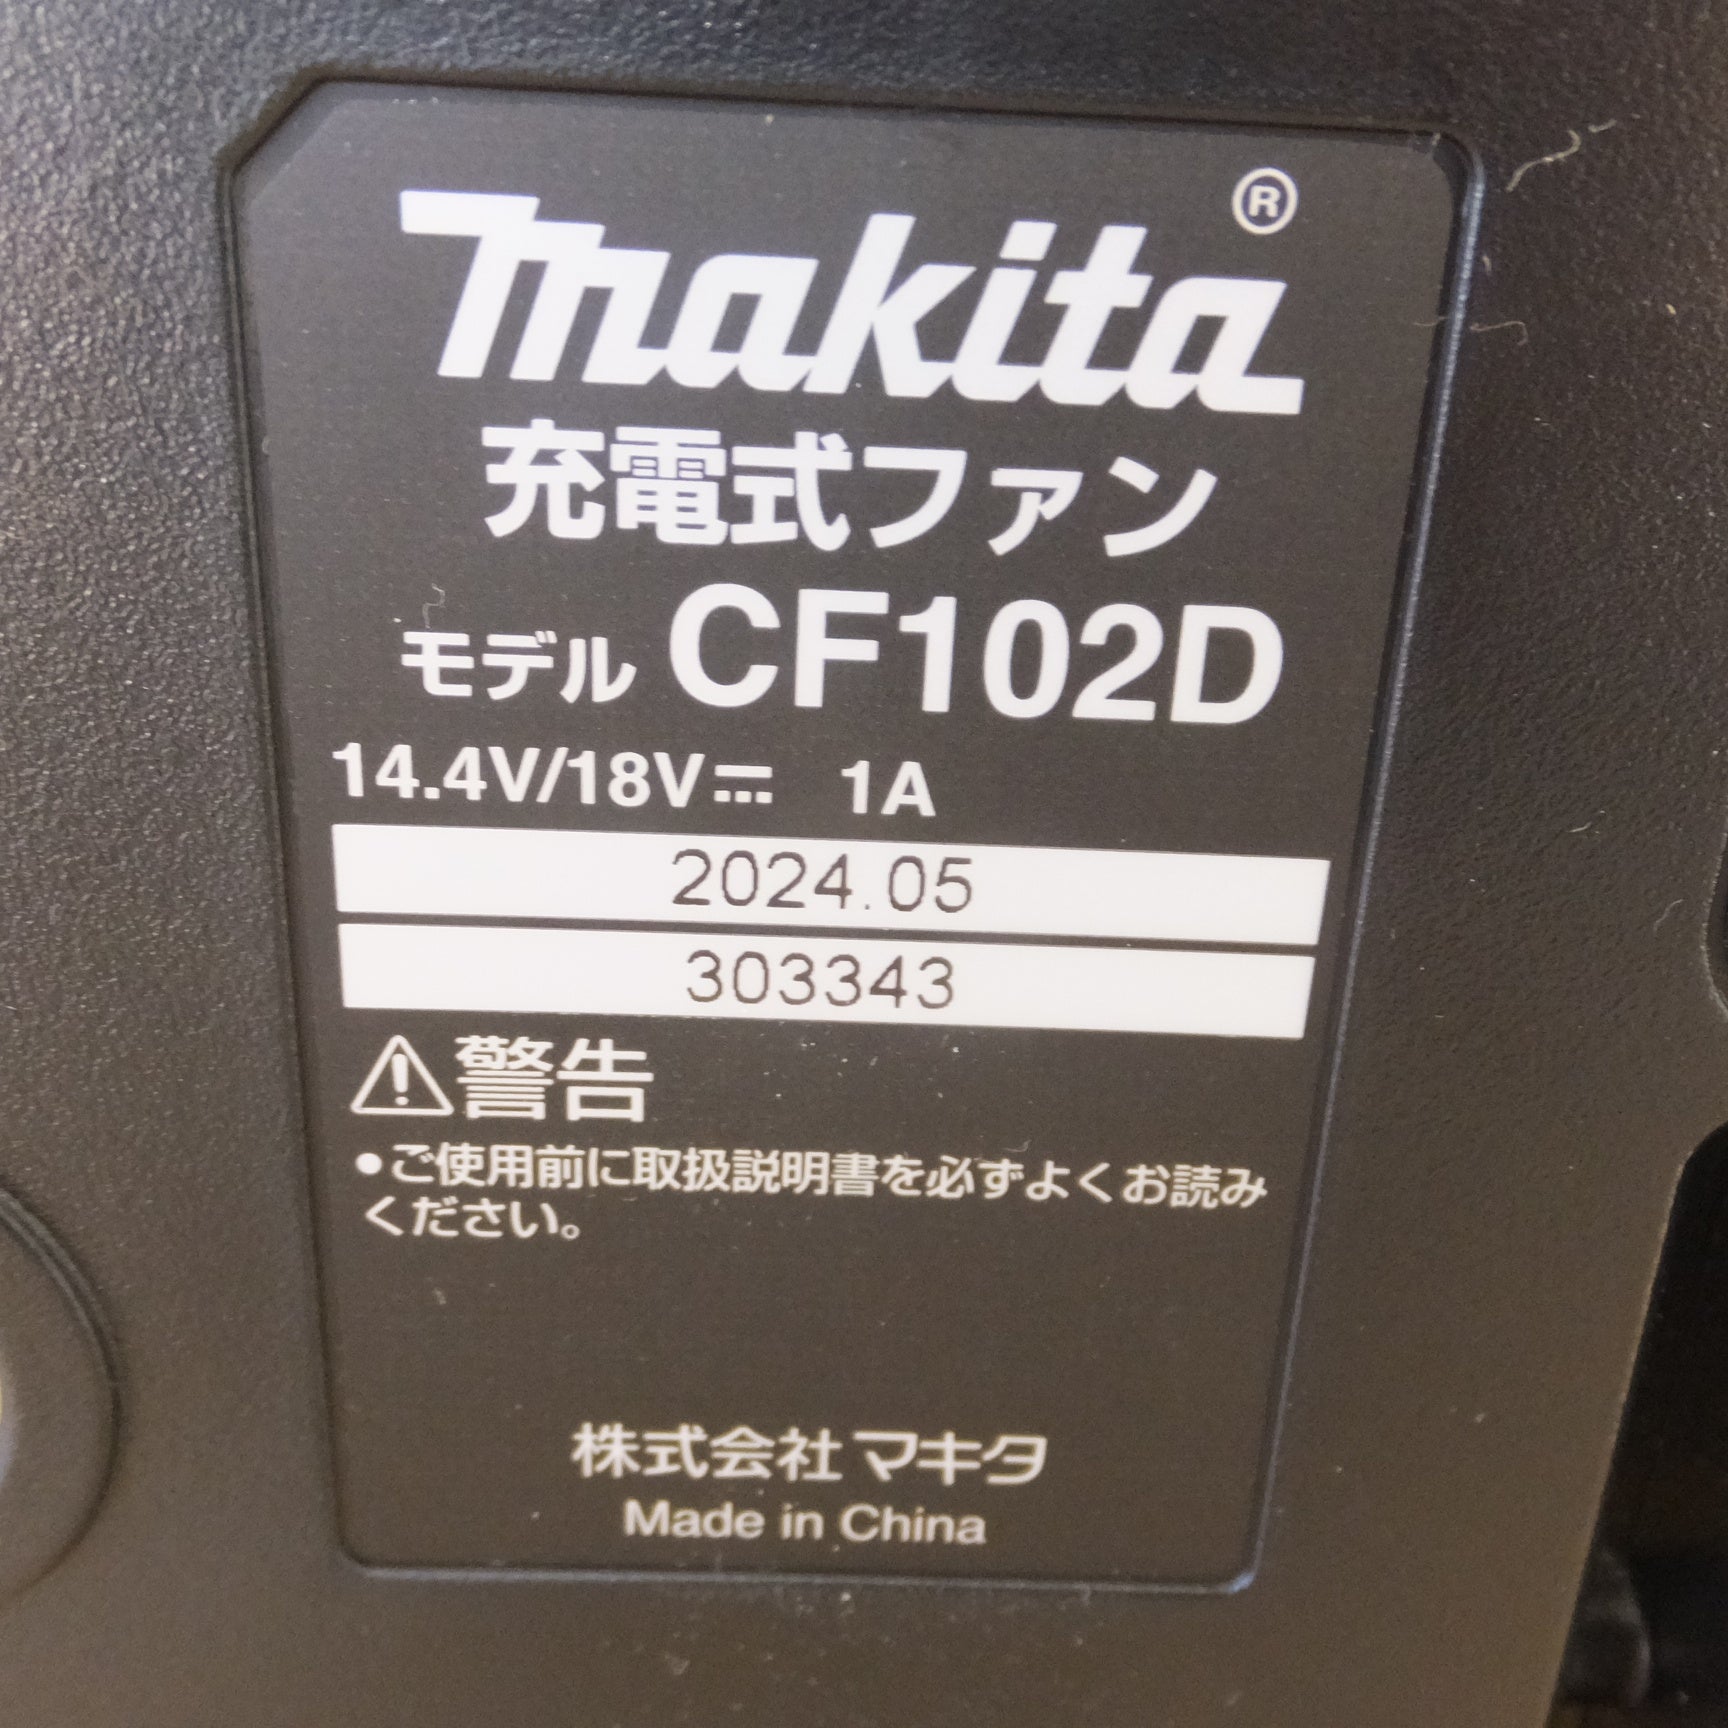 makita®
充電式ファン
モデル CF102D
14.4V/18V⎓ 1A
2024.05
303343
⚠警告
●ご使用前に取扱説明書を必ずよくお読み
ください。
株式会社マキタ
Made in China